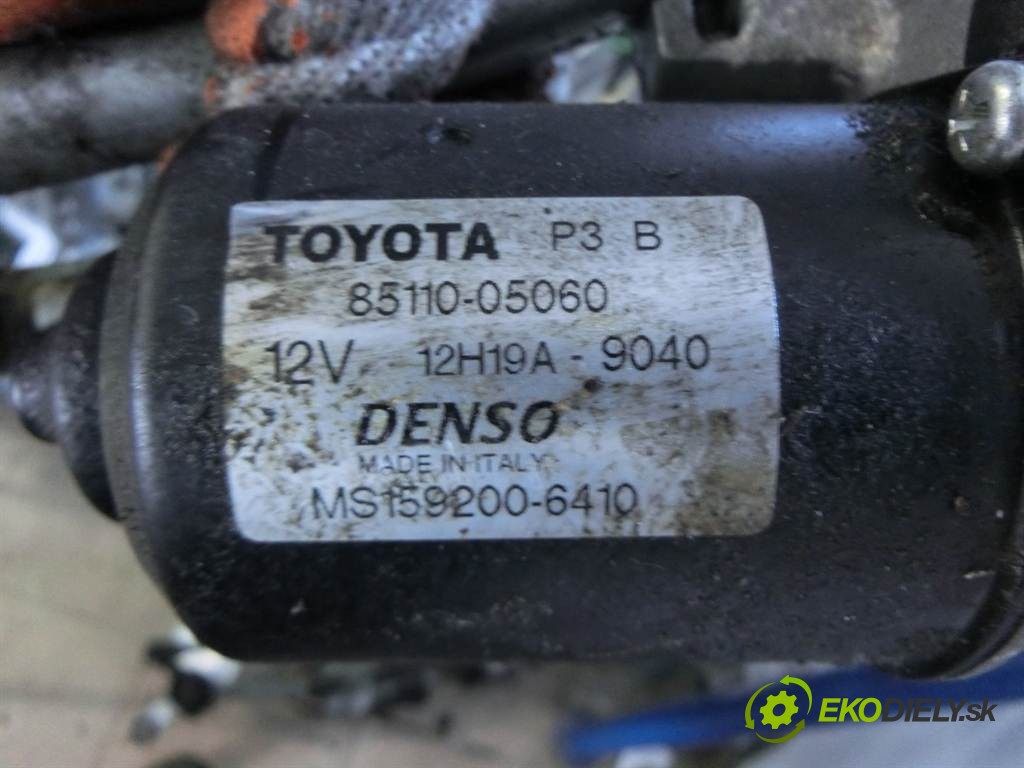 TOYOTA P3 B
85110-05060
12V 12H19A - 9040
DENSO
MADE IN ITALY
MS159200-6410
EKODIELY.sk